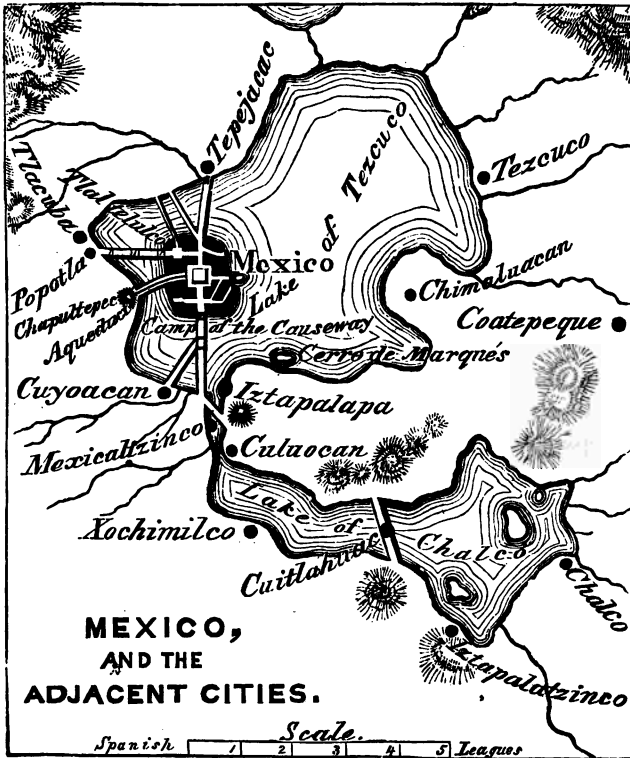 Tepejacac
Tezcuco
Lake of Tezcuco
Tlacuba
Tlaltelulco
Mexico
Popotla
Chapultepec
Aqueduct
Chimaluacan
Coatepeque
Camp of the Causeway
Cerro de Marqués
Cuyoacan
Iztapalapa
Mexicaltzinco
Culuocan
Xochimilco
Lake of Chalco
Cuitlahuac
Chalco
Iztapalatzinco
MEXICO,
AND THE
ADJACENT CITIES.
Scale.
Spanish 1 2 3 4 5 Leagues